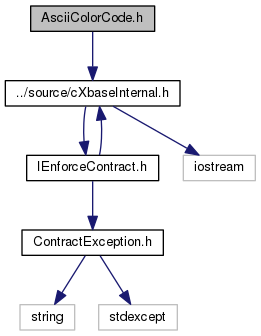 AsciiColorCode.h
../source/cXbaseInternal.h
IEnforceContract.h
iostream
ContractException.h
string
stdexcept